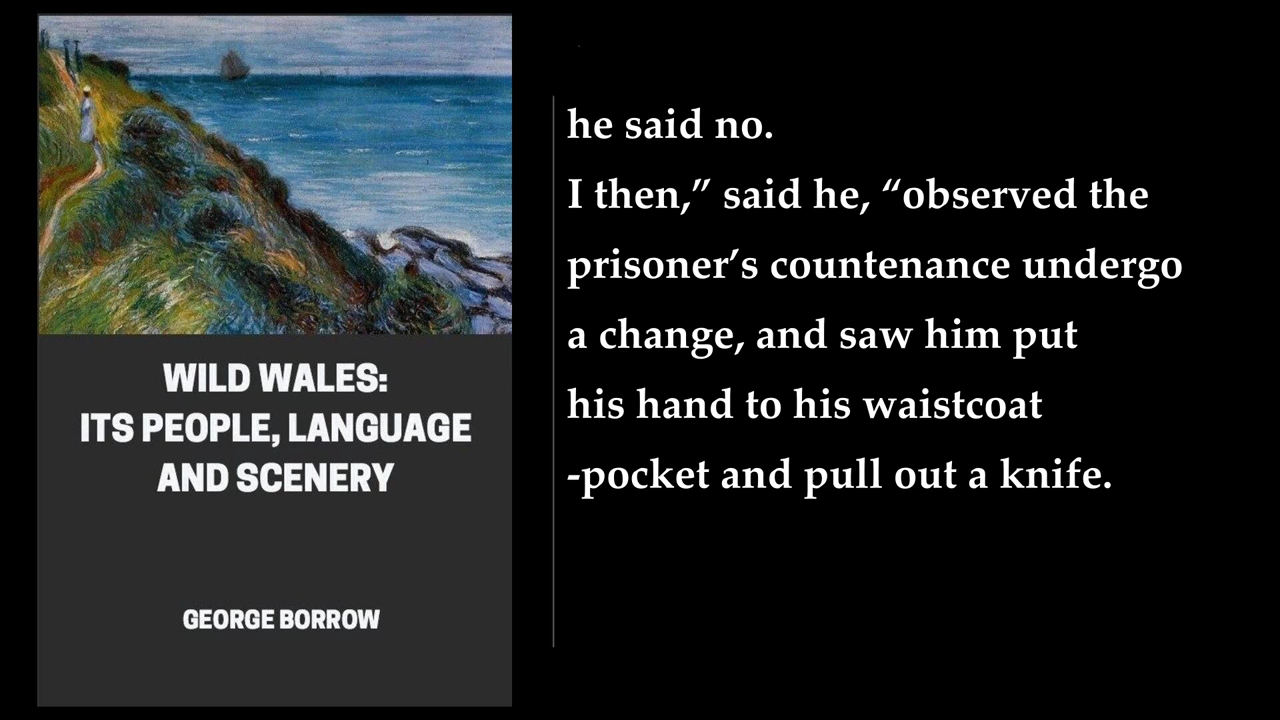 WILD WALES:
ITS PEOPLE, LANGUAGE
AND SCENERY
GEORGE BORROW
he said no.
I then,” said he, “observed the
prisoner’s countenance undergo
a change, and saw him put
his hand to his waistcoat
-pocket and pull out a knife.